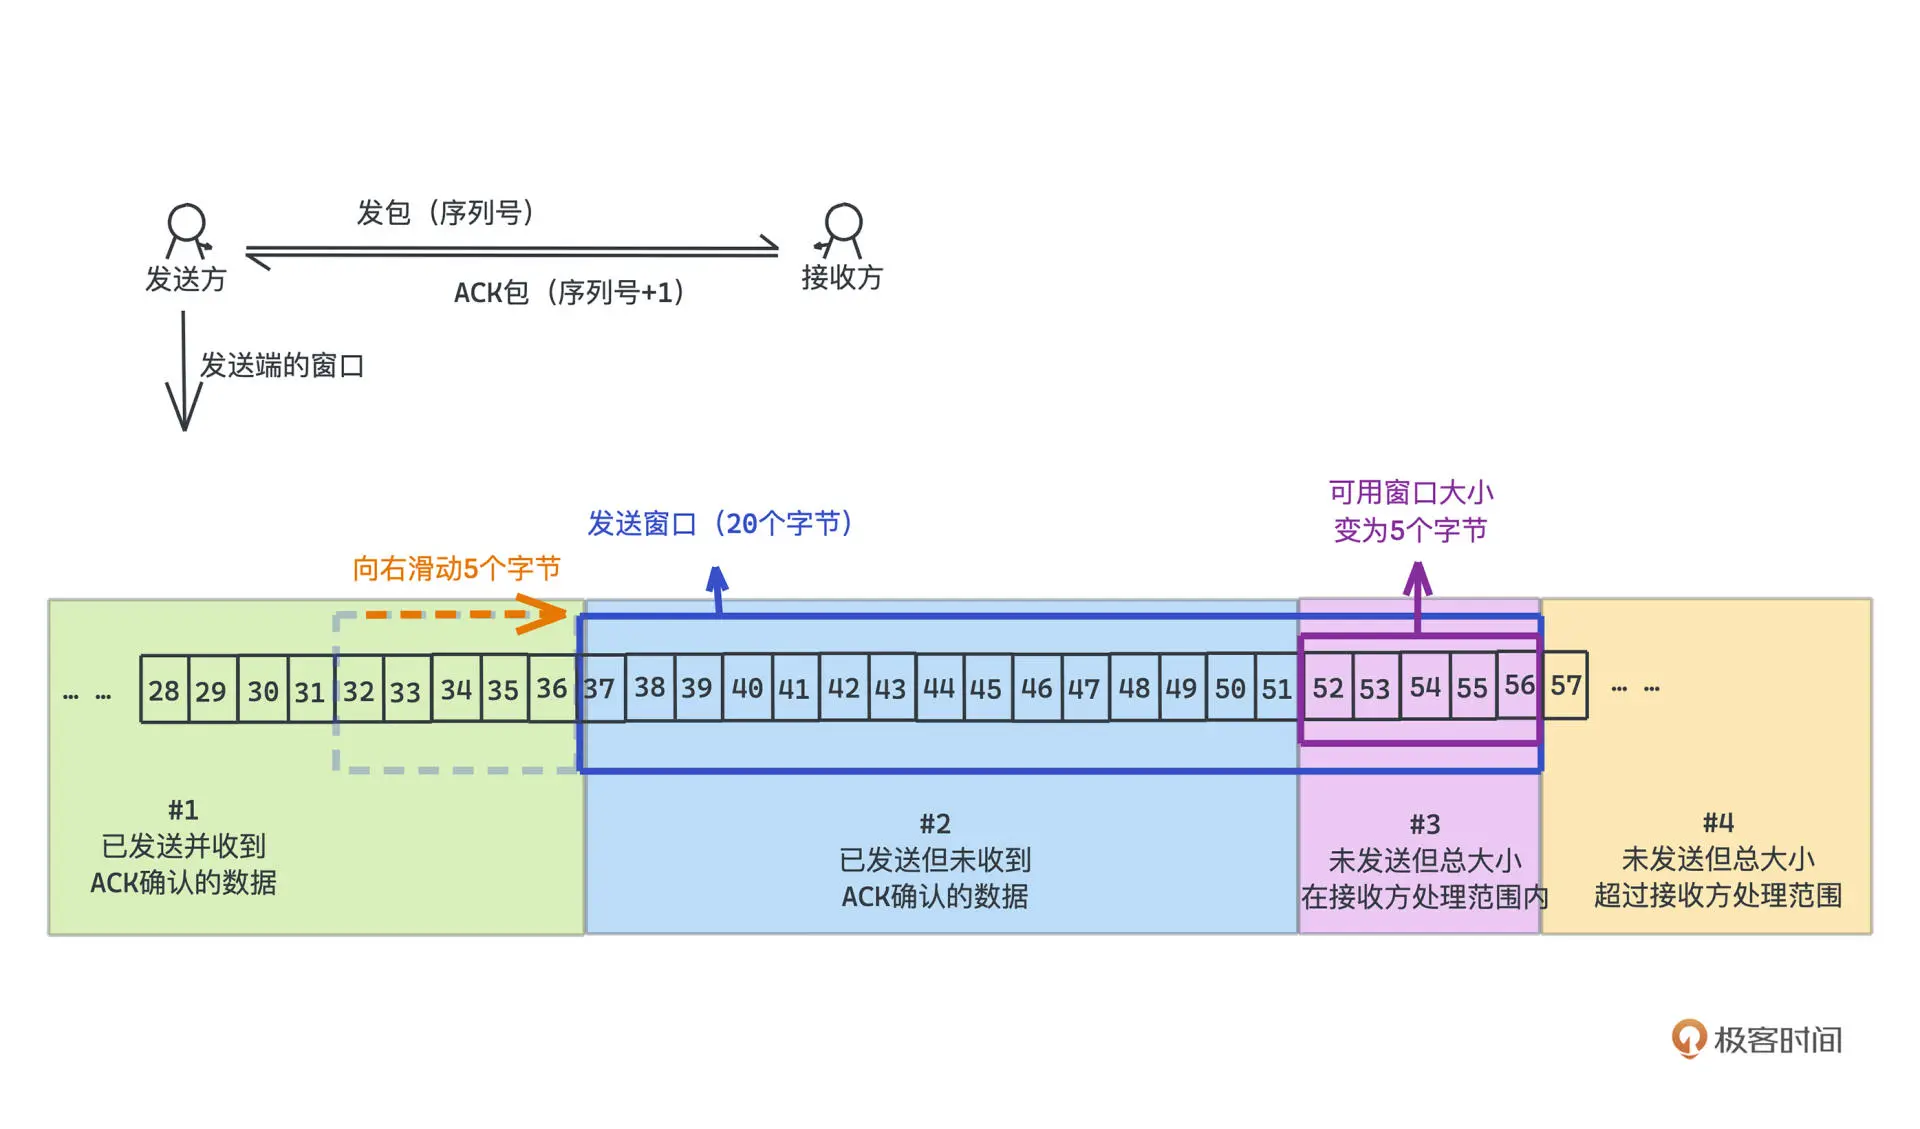 发包（序列号）
发送方
接收方
ACK包（序列号+1）
发送端的窗口
可用窗口大小
变为5个字节
发送窗口（20个字节）
向右滑动5个字节
… … 28 29 30 31 32 33 34 35 36 37 38 39 40 41 42 43 44 45 46 47 48 49 50 51 52 53 54 55 56 57 … …
#1
已发送并收到
ACK确认的数据
#2
已发送但未收到
ACK确认的数据
#3
未发送但总大小
在接收方处理范围内
#4
未发送但总大小
超过接收方处理范围
极客时间